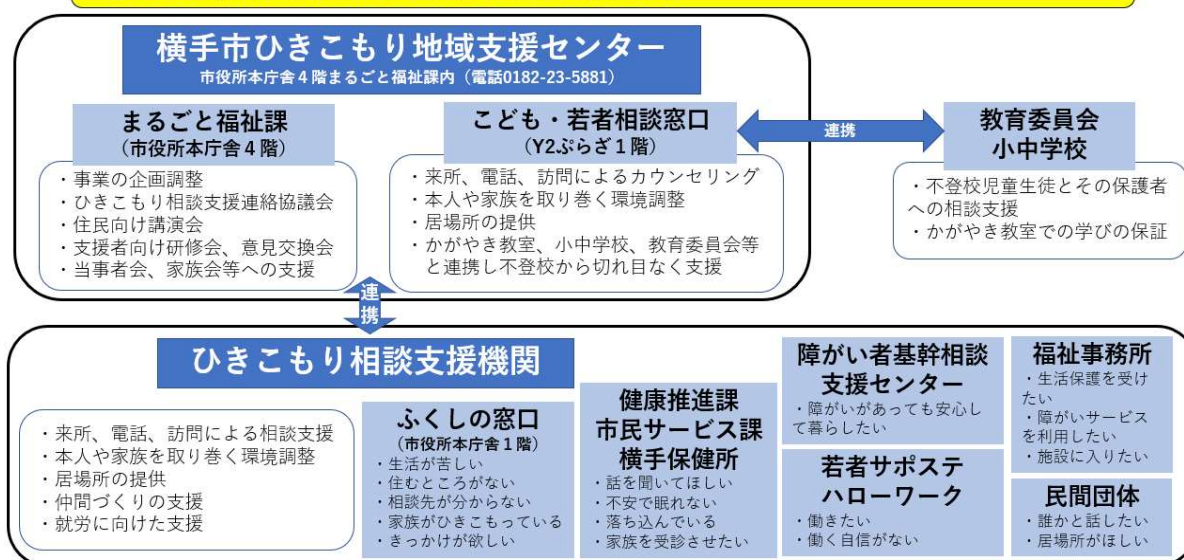 横手市ひきこもり地域支援センター
市役所本庁舎４階まるごと福祉課内（電話0182-23-5881）
まるごと福祉課
（市役所本庁舎４階）
・事業の企画調整
・ひきこもり相談支援連絡協議会
・住民向け講演会
・支援者向け研修会、意見交換会
・当事者会、家族会等への支援
こども・若者相談窓口
（Y2ぷらざ１階）
・来所、電話、訪問によるカウンセリング
・本人や家族を取り巻く環境調整
・居場所の提供
・かがやき教室、小中学校、教育委員会等
と連携し不登校から切れ目なく支援
連携
教育委員会
小中学校
・不登校児童生徒とその保護者
への相談支援
・かがやき教室での学びの保証
連
携
ひきこもり相談支援機関
・来所、電話、訪問による相談支援
・本人や家族を取り巻く環境調整
・居場所の提供
・仲間づくりの支援
・就労に向けた支援
ふくしの窓口
（市役所本庁舎１階）
・生活が苦しい
・住むところがない
・相談先が分からない
・家族がひきこもっている
・きっかけが欲しい
健康推進課
市民サービス課
横手保健所
・話を聞いてほしい
・不安で眠れない
・落ち込んでいる
・家族を受診させたい
障がい者基幹相談
支援センター
・障がいがあっても安心し
て暮らしたい
若者サポステ
ハローワーク
・働きたい
・働く自信がない
福祉事務所
・生活保護を受け
たい
・障がいサービス
を利用したい
・施設に入りたい
民間団体
・誰かと話したい
・居場所がほしい